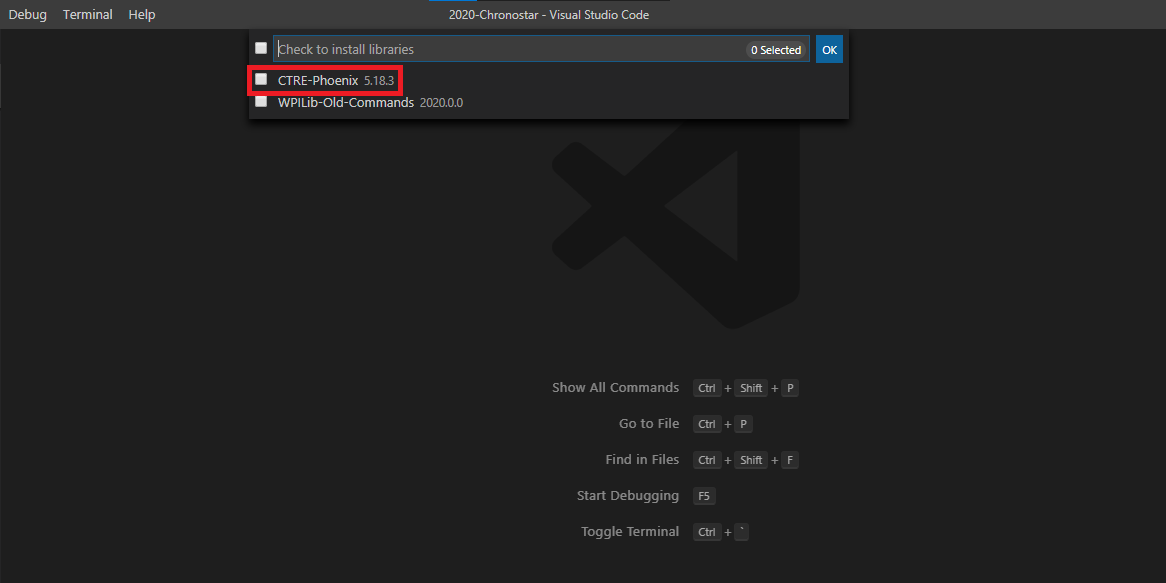 Debug Terminal Help 2020-Chronostar - Visual Studio Code
Check to install libraries 0 Selected OK
CTRE-Phoenix 5.18.3
WPILib-Old-Commands 2020.0.0
Show All Commands Ctrl + Shift + P
Go to File Ctrl + P
Find in Files Ctrl + Shift + F
Start Debugging F5
Toggle Terminal Ctrl + `